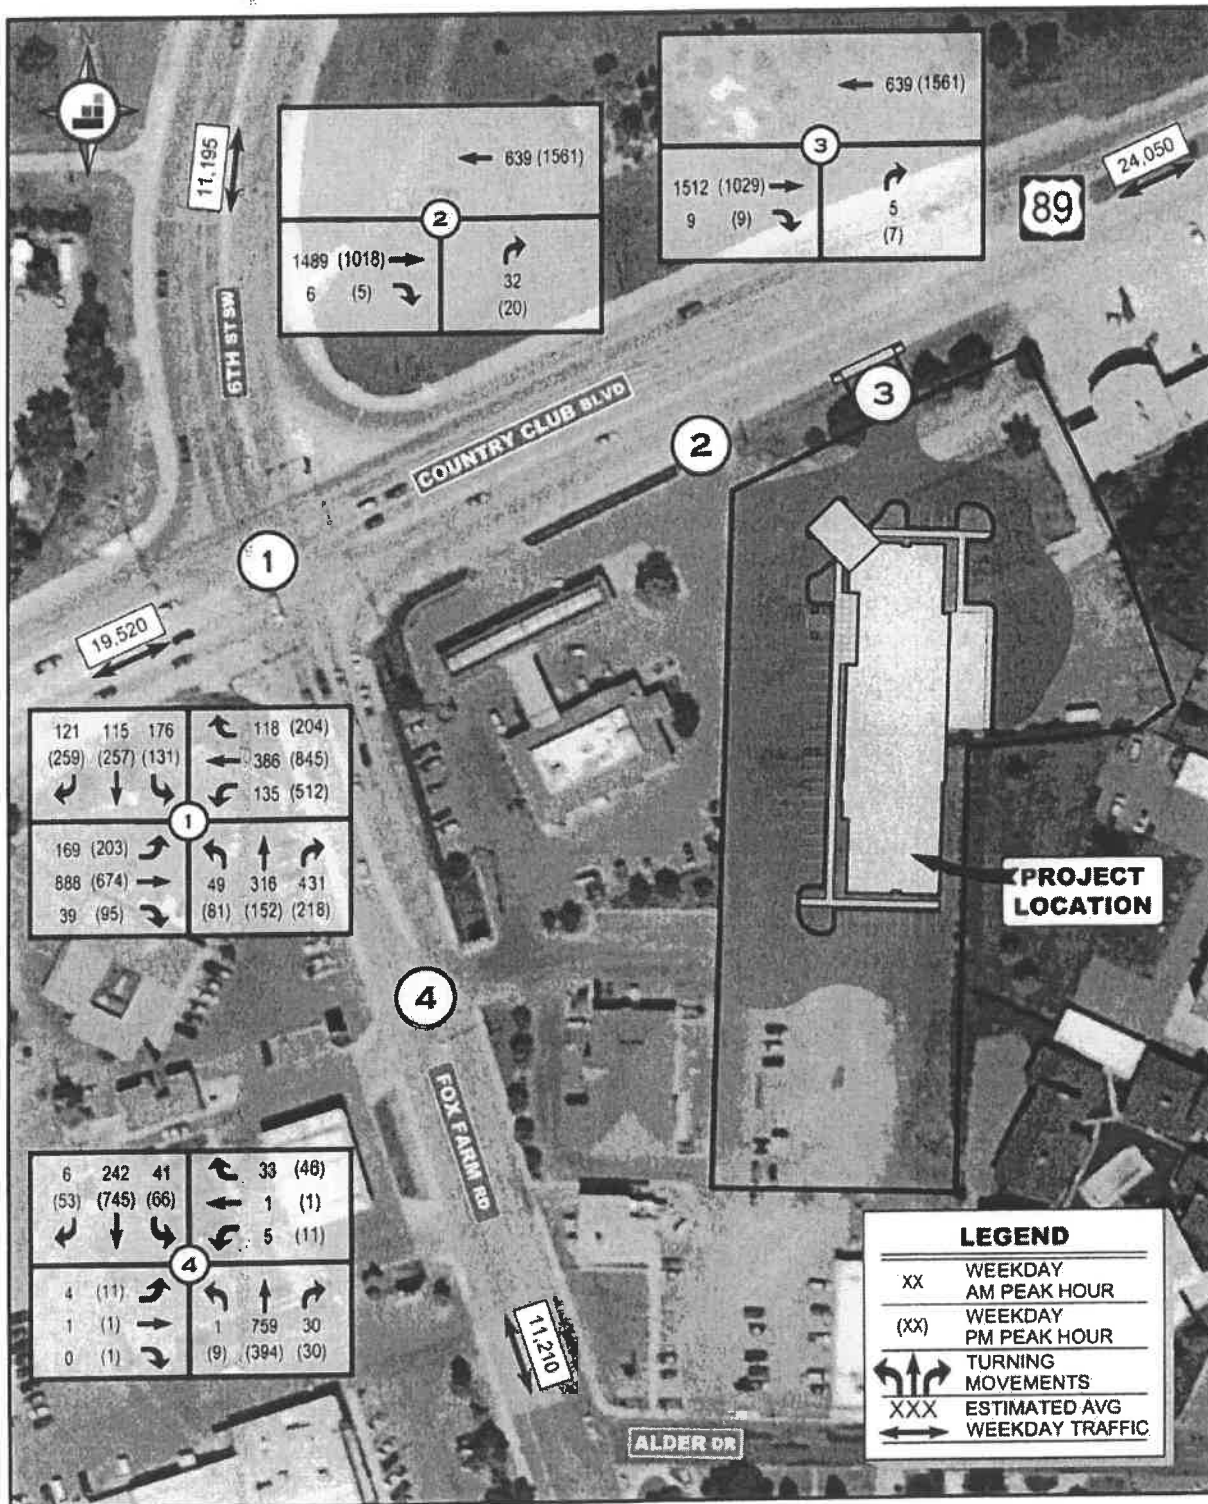 N
11,195
639 (1561)
2
1489 (1018)
6 (5)
32
(20)
639 (1561)
3
1512 (1029)
9 (9)
5
(7)
24,050
89
6TH ST SW
COUNTRY CLUB BLVD
3
2
1
19,520
121 115 176
(259) (257) (131)
118 (204)
386 (845)
135 (512)
1
169 (203)
888 (674)
39 (95)
49 316 431
(81) (152) (218)
PROJECT
LOCATION
4
FOX FARM RD
6 242 41
(53) (745) (66)
33 (46)
1 (1)
5 (11)
4
4 (11)
1 (1)
0 (1)
1 759 30
(9) (394) (30)
11,210
ALDER DR
LEGEND
XX WEEKDAY
AM PEAK HOUR
(XX) WEEKDAY
PM PEAK HOUR
TURNING
MOVEMENTS
XXX ESTIMATED AVG
WEEKDAY TRAFFIC